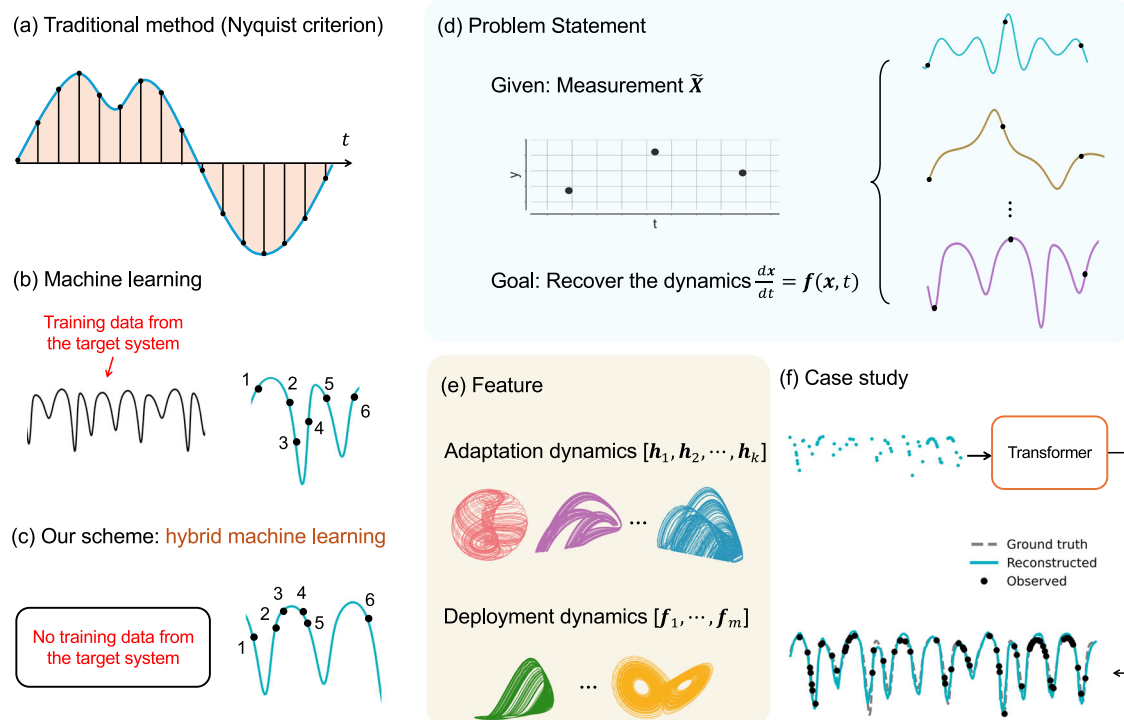 (a) Traditional method (Nyquist criterion)
t
(b) Machine learning
Training data from
the target system
1
2
3
4
5
6
(c) Our scheme: hybrid machine learning
No training data from
the target system
1
2
3
4
5
6
(d) Problem Statement
Given: Measurement X̃
y
t
Goal: Recover the dynamics dx/dt = f(x, t)
⋮
(e) Feature
Adaptation dynamics [h₁, h₂, ⋯, h_k]
...
Deployment dynamics [f₁, ⋯, f_m]
...
(f) Case study
Transformer
Ground truth
Reconstructed
Observed